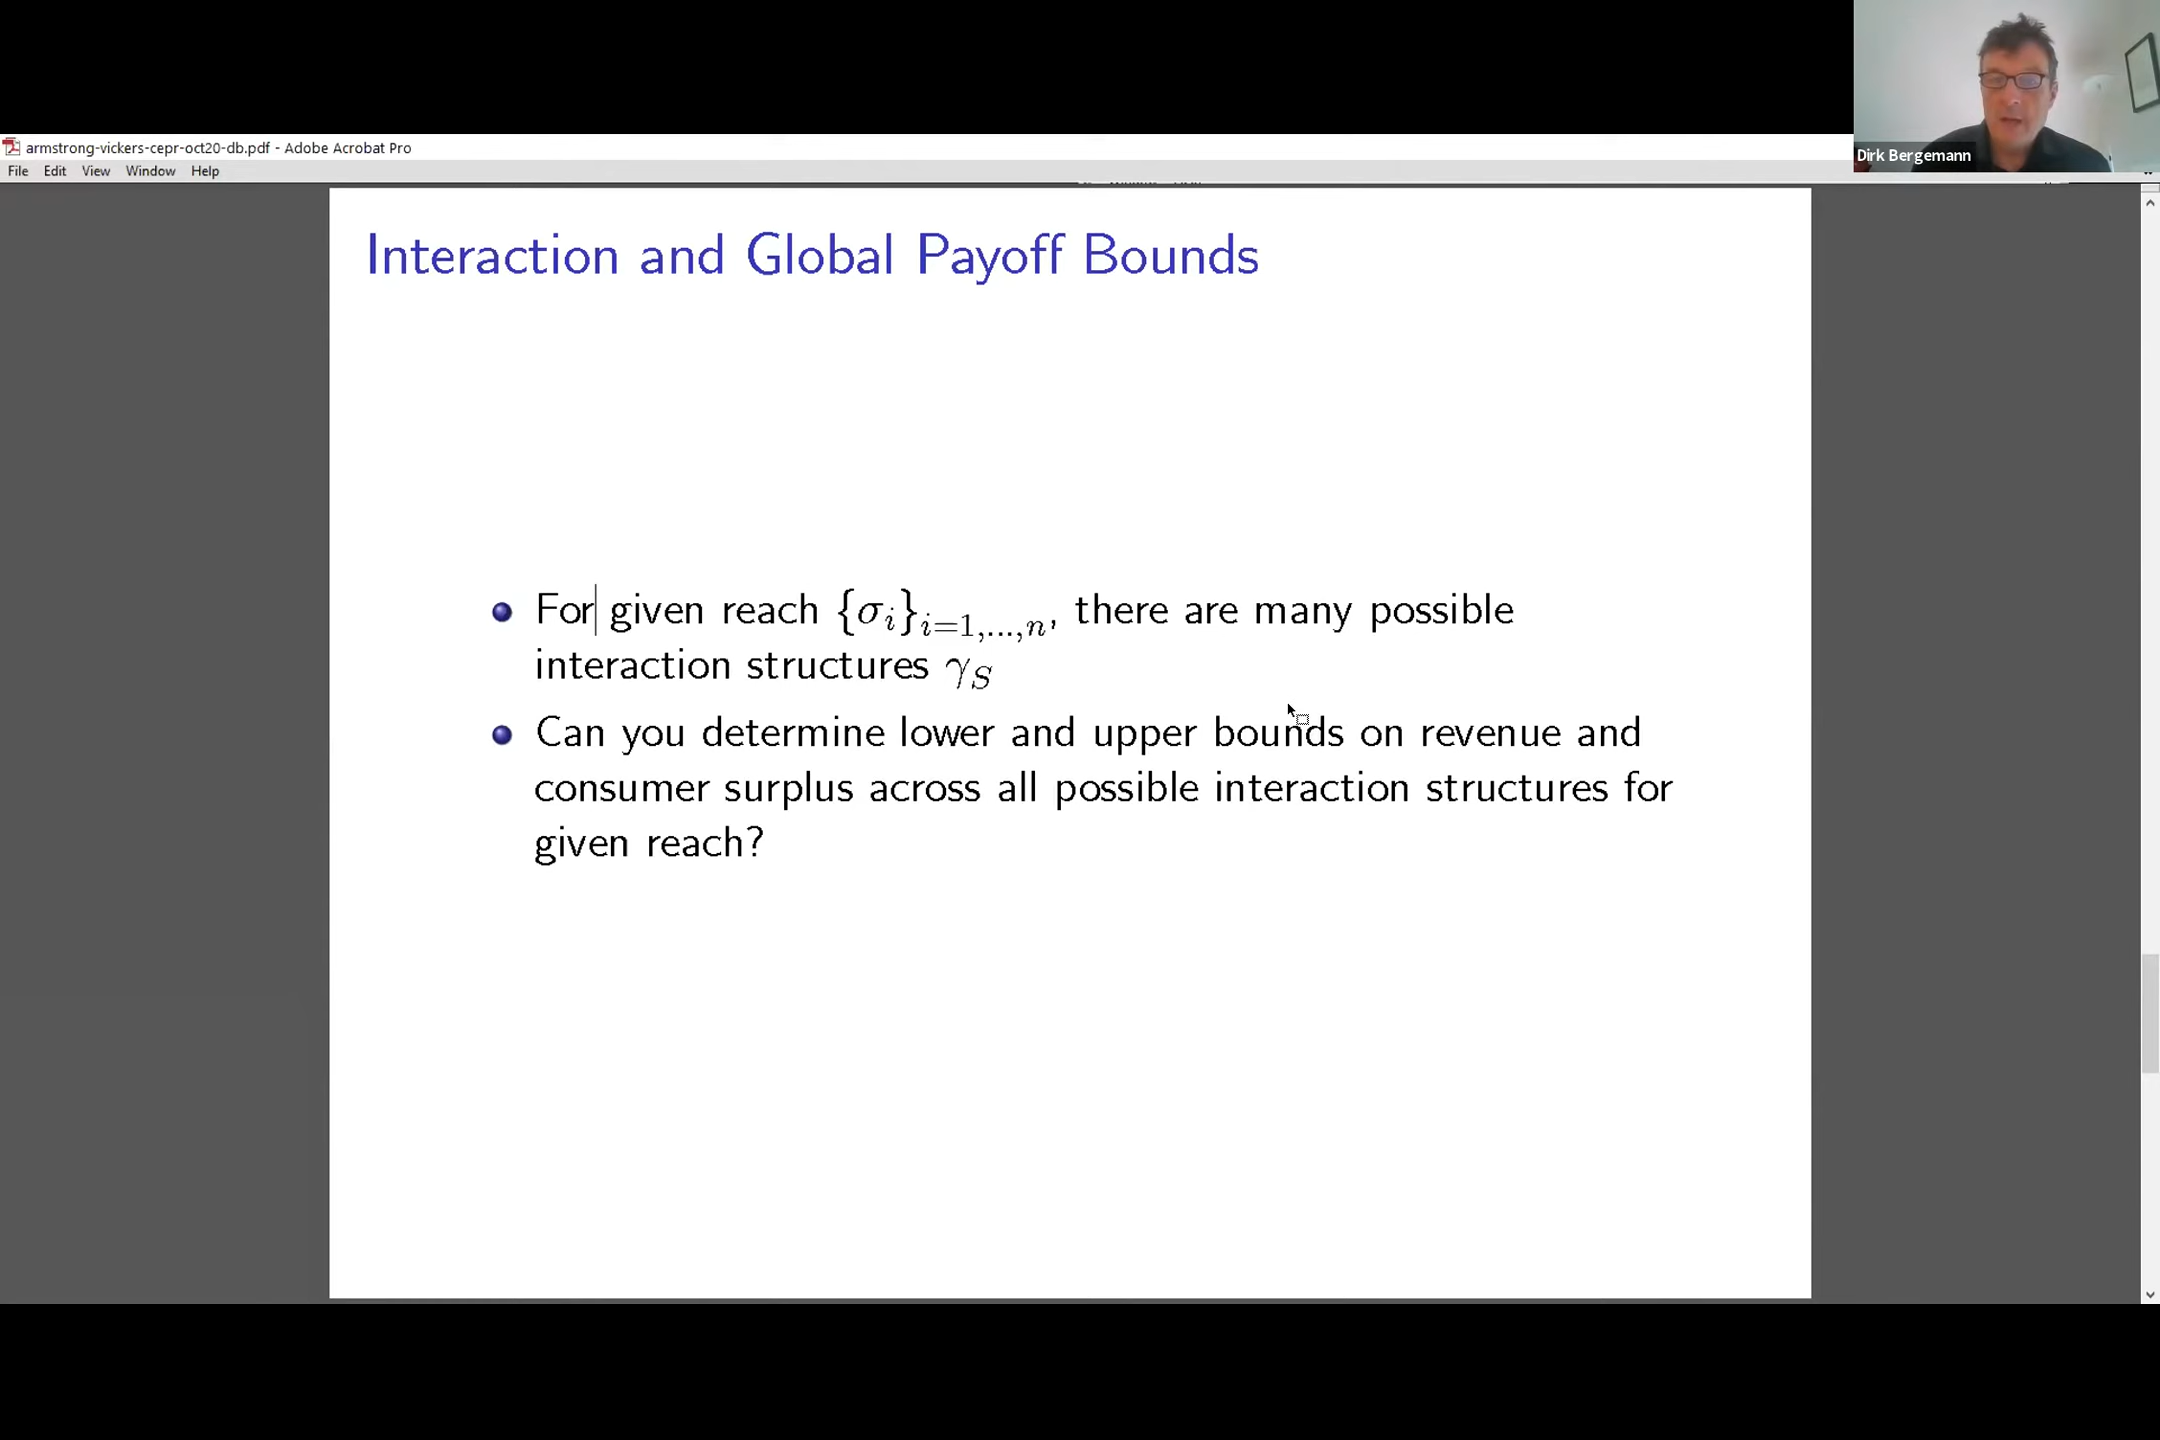 Dirk Bergemann
armstrong-vickers-cepr-oct20-db.pdf - Adobe Acrobat Pro
File Edit View Window Help
Interaction and Global Payoff Bounds
For given reach {σᵢ}ᵢ₌₁,...,ₙ, there are many possible
interaction structures γ_S
Can you determine lower and upper bounds on revenue and
consumer surplus across all possible interaction structures for
given reach?